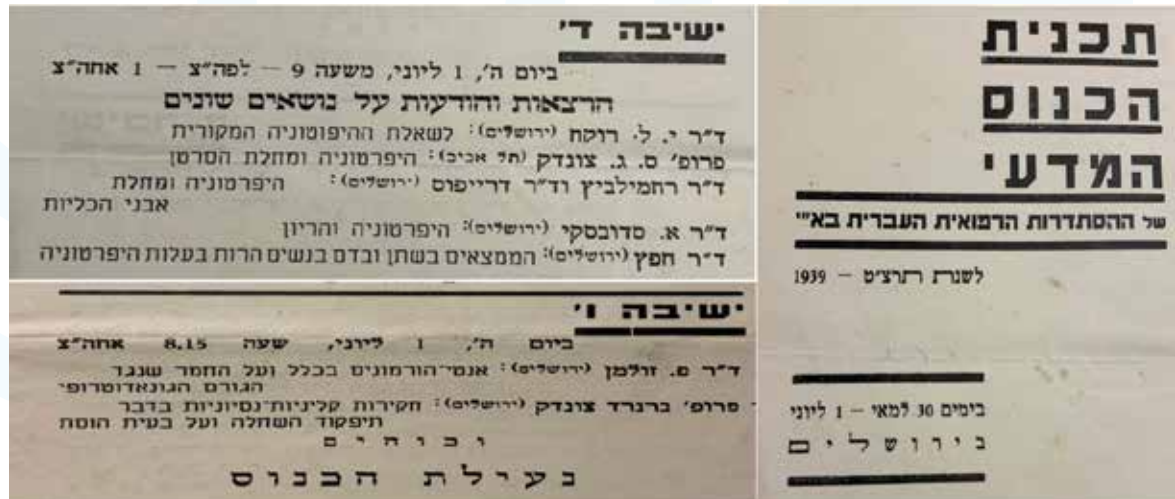 תכנית
הכנוס
המדעי
של ההסתדרות הרפואית העברית בא"י
לשנת תרצ"ט – 1939
בימים 30 למאי – 1 ליוני
בירושלים
ישיבה ד'
ביום ה', 1 ליוני, משעה 9 – לפה"צ – 1 אחה"צ
הרצאות והודעות על נושאים שונים
ד"ר י. ל. רוקח (ירושלים): לשאלת ההיפוטוניה המקורית
פרופ' ס. ג. צונדק (תל אביב): היפרטוניה ומחלת הסרטן
ד"ר רחמילביץ וד"ר דרייפוס (ירושלים): היפרטוניה ומחלת
אבני הכליות
ד"ר א. סדובסקי (ירושלים): היפרטוניה והריון
ד"ר חפץ (ירושלים): הממצאים בשתן ובדם בנשים הרות בעלות היפרטוניה
ישיבה ו'
ביום ה', 1 ליוני, שעה 8.15 אחה"צ
ד"ר פ. זולמן (ירושלים): אנטי־הורמונים בכלל ועל החמר שנגד
הגורם הגונאדוטרופי
פרופ' ברנרד צונדק (ירושלים): חקירות קליניות־נסיוניות בדבר
תיפקוד השחלה ועל בעית הוסת
וכוחים
נעילת הכנוס